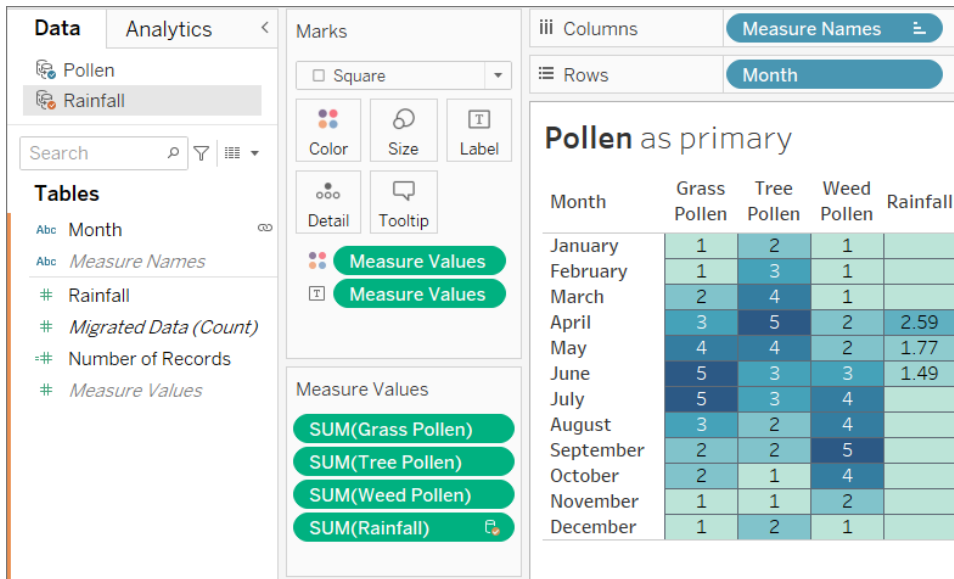 Data Analytics
Pollen
Rainfall
Search
Tables
Abc Month
Abc Measure Names
# Rainfall
# Migrated Data (Count)
=# Number of Records
# Measure Values
Marks
Square
Color Size Label
Detail Tooltip
Measure Values
T Measure Values
Measure Values
SUM(Grass Pollen)
SUM(Tree Pollen)
SUM(Weed Pollen)
SUM(Rainfall)
Columns Measure Names
Rows Month
Pollen as primary
Month Grass Pollen Tree Pollen Weed Pollen Rainfall
January 1 2 1
February 1 3 1
March 2 4 1
April 3 5 2 2.59
May 4 4 2 1.77
June 5 3 3 1.49
July 5 3 4
August 3 2 4
September 2 2 5
October 2 1 4
November 1 1 2
December 1 2 1